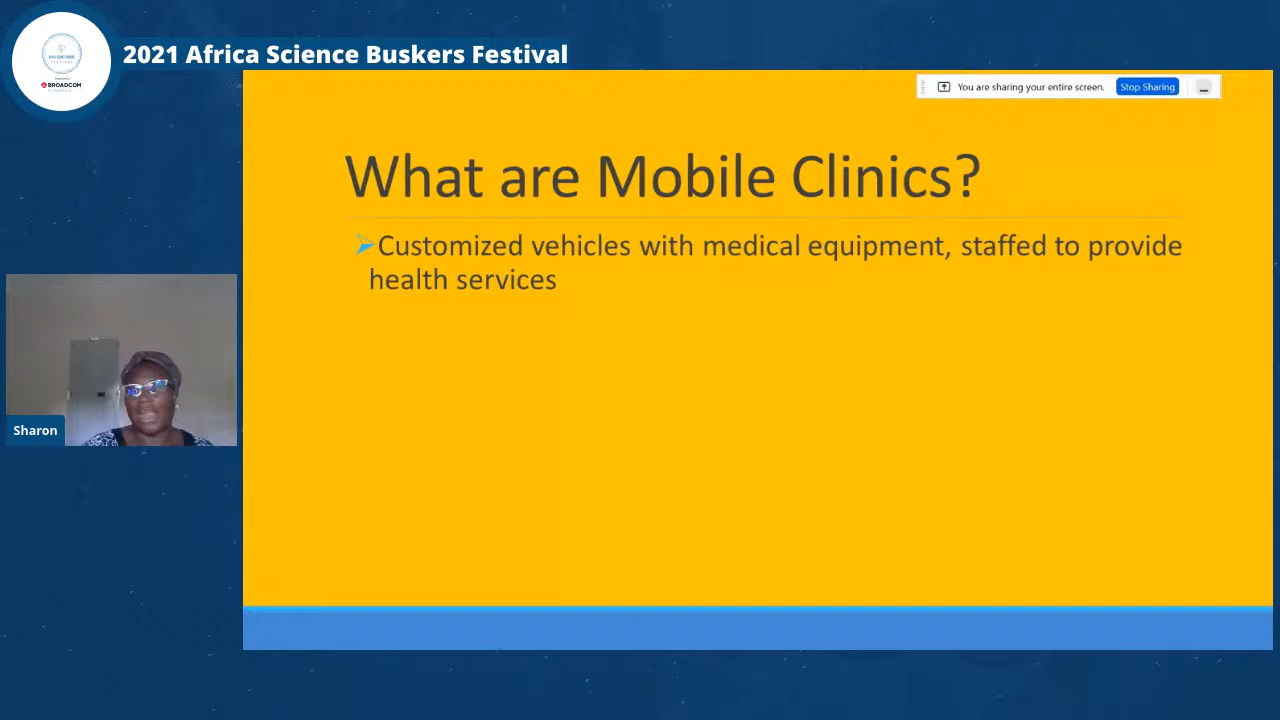 2021 Africa Science Buskers Festival
BROADCOM
You are sharing your entire screen.
Stop Sharing
What are Mobile Clinics?
Customized vehicles with medical equipment, staffed to provide
health services
Sharon